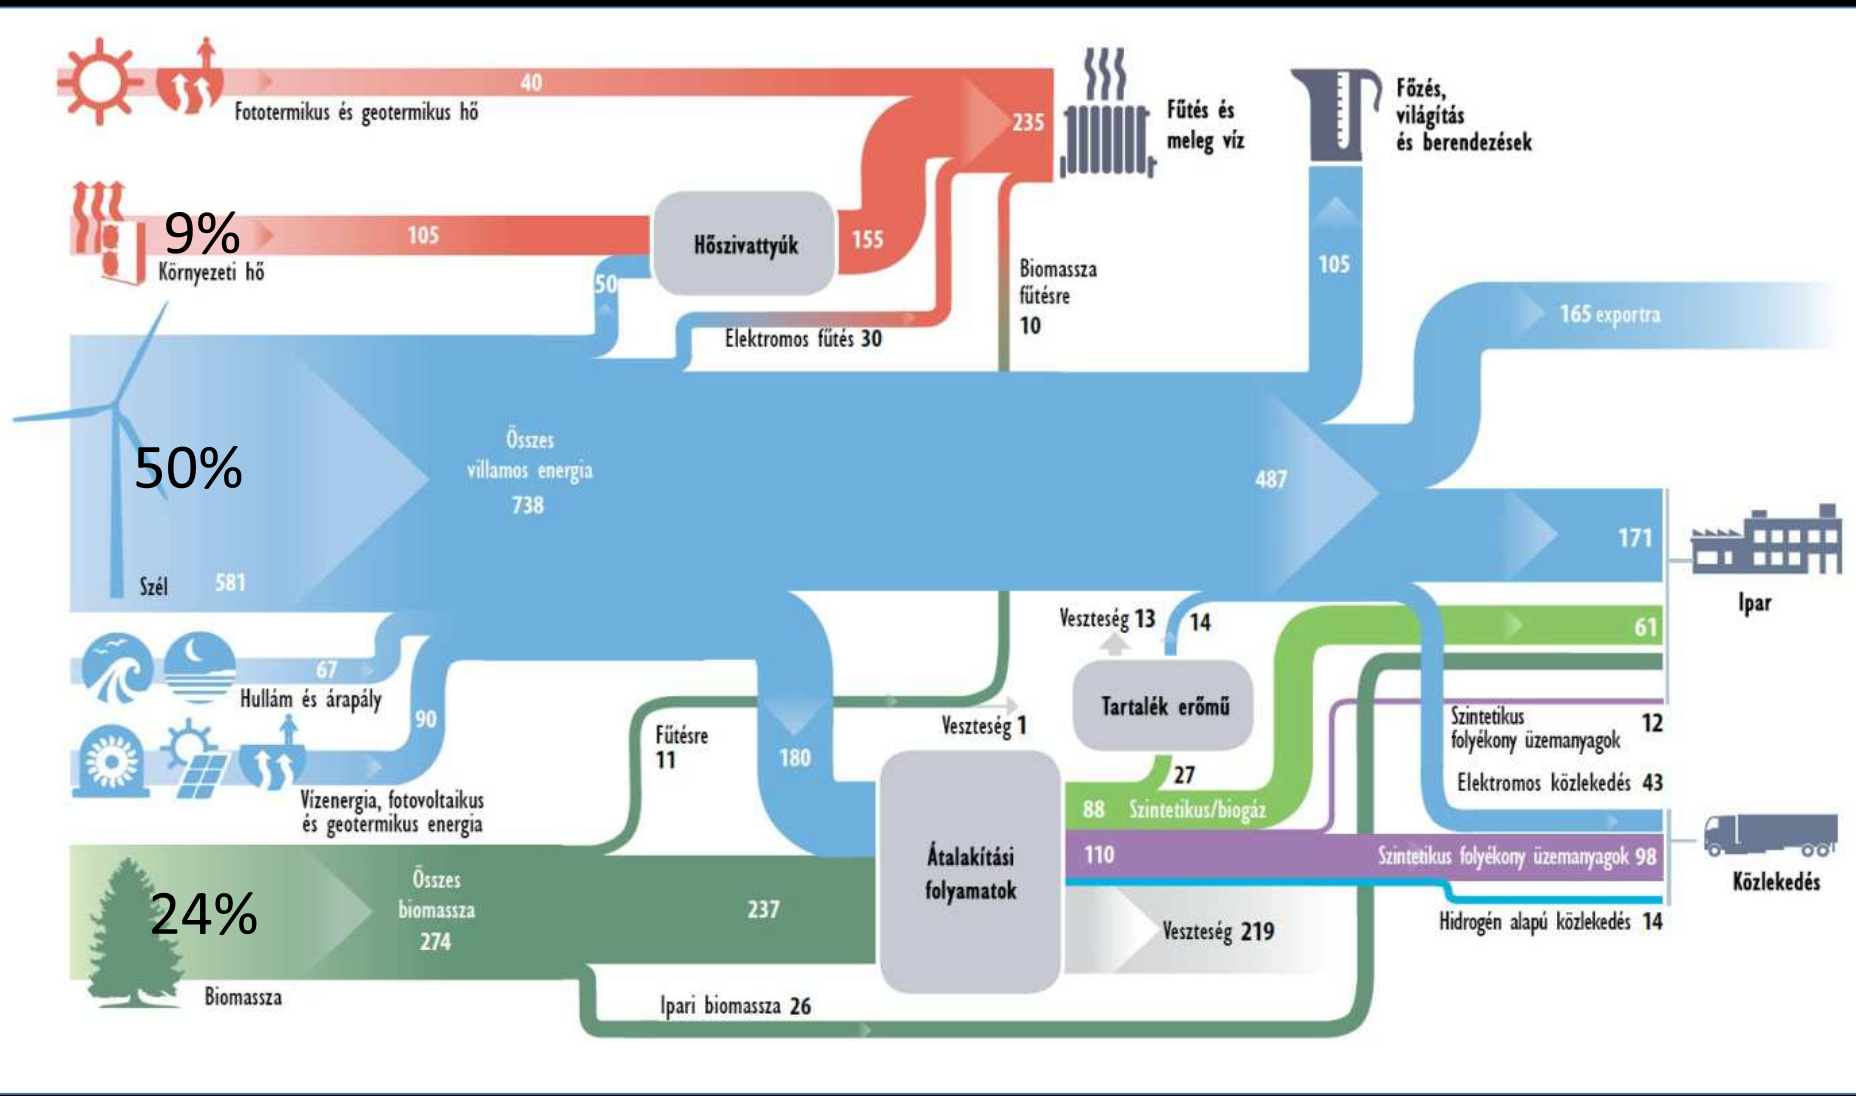 40
Fototermikus és geotermikus hő
235
Fűtés és
meleg víz
Főzés,
világítás
és berendezések
9%
105
Környezeti hő
Hőszivattyúk
155
50
Elektromos fűtés 30
Biomassza
fűtésre
10
105
165 exportra
50%
Összes
villamos energia
738
487
171
Szél
581
Ipar
67
Hullám és árapály
90
Vízenergia, fotovoltaikus
és geotermikus energia
Fűtésre
11
180
Veszteség 1
Veszteség 13
14
Tartalék erőmű
27
61
Szintetikus
folyékony üzemanyagok
12
Elektromos közlekedés 43
88 Szintetikus/biogáz
110
Szintetikus folyékony üzemanyagok 98
Közlekedés
Hidrogén alapú közlekedés 14
Átalakítási
folyamatok
Veszteség 219
24%
Összes
biomassza
274
237
Biomassza
Ipari biomassza 26